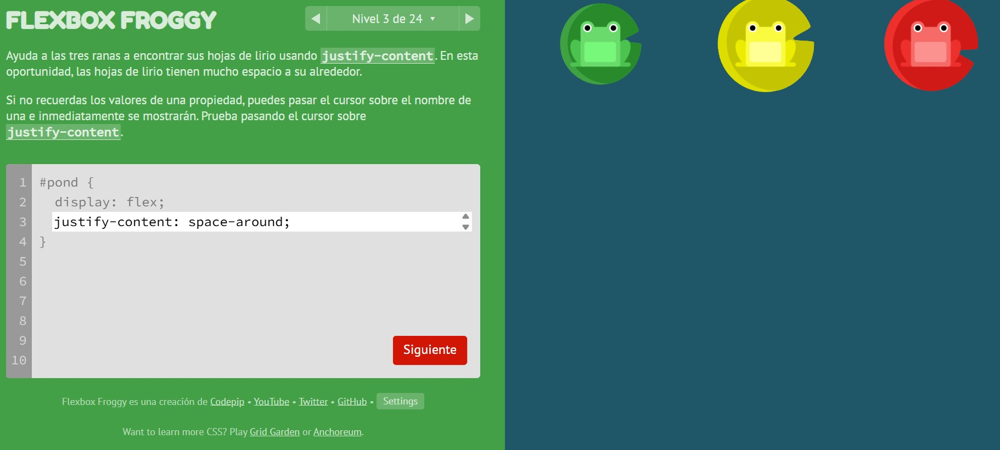 FLEXBOX FROGGY
Nivel 3 de 24
Ayuda a las tres ranas a encontrar sus hojas de lirio usando justify-content. En esta
oportunidad, las hojas de lirio tienen mucho espacio a su alrededor.
Si no recuerdas los valores de una propiedad, puedes pasar el cursor sobre el nombre de
una e inmediatamente se mostrarán. Prueba pasando el cursor sobre
justify-content.
1 #pond {
2 display: flex;
3 justify-content: space-around;
4 }
5
6
7
8
9
10
Siguiente
Flexbox Froggy es una creación de Codepip • YouTube • Twitter • GitHub • Settings
Want to learn more CSS? Play Grid Garden or Anchoreum.